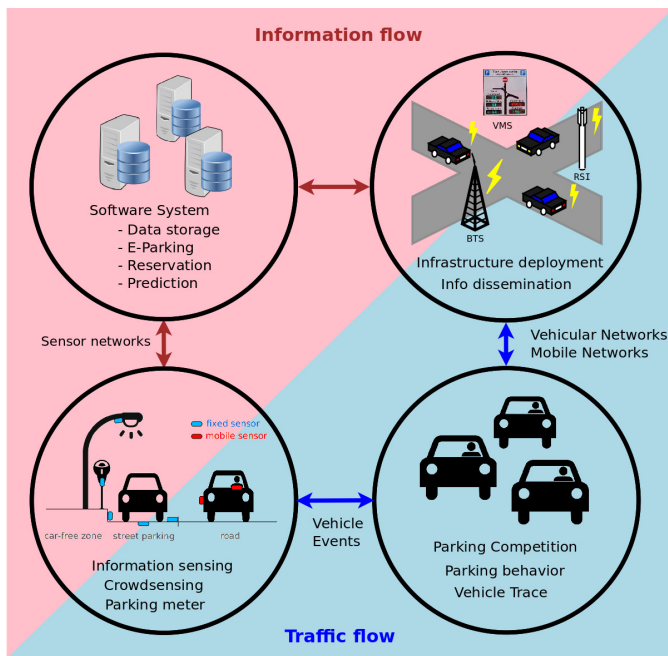 Information flow
VMS
RSI
BTS
Software System
- Data storage
- E-Parking
- Reservation
- Prediction
Infrastructure deployment
Info dissemination
Sensor networks
Vehicular Networks
Mobile Networks
fixed sensor
mobile sensor
car-free zone
street parking
road
Information sensing
Crowdsensing
Parking meter
Vehicle
Events
Parking Competition
Parking behavior
Vehicle Trace
Traffic flow